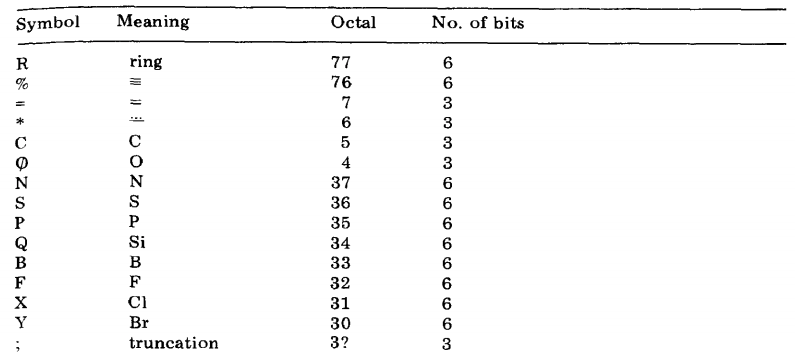 Symbol Meaning Octal No. of bits
R ring 77 6
% ≡ 76 6
= = 7 3
* 6 3
C C 5 3
Ø O 4 3
N N 37 6
S S 36 6
P P 35 6
Q Si 34 6
B B 33 6
F F 32 6
X Cl 31 6
Y Br 30 6
; truncation 3? 3